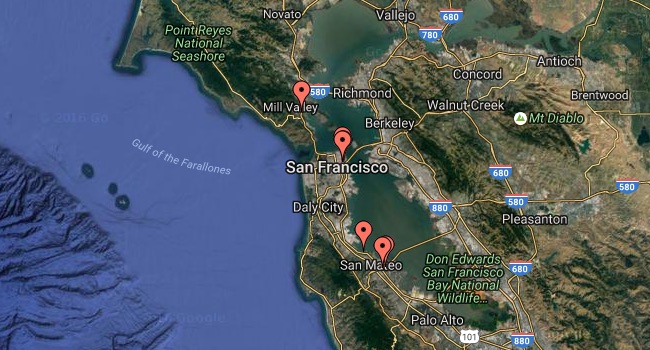 Novato
Vallejo
680
Point Reyes
National
Seashore
780
Antioch
Concord
580
Richmond
Brentwood
Mill Valley
Walnut Creek
Mt Diablo
Berkeley
Gulf of the Farallones
San Francisco
680
580
580
Daly City
880
Pleasanton
Don Edwards
San Francisco
Bay National
Wildlife...
San Mateo
680
Palo Alto
101
880
Google